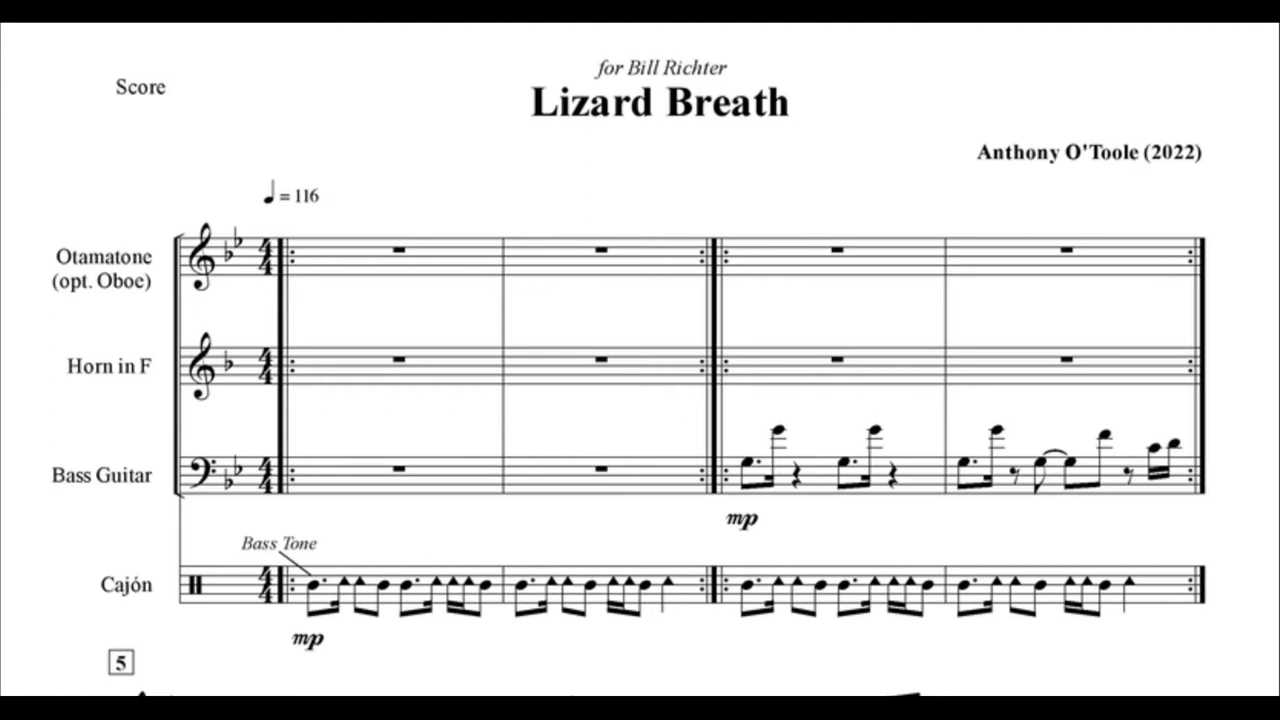 for Bill Richter
Score
Lizard Breath
Anthony O'Toole (2022)
= 116
Otamatone
(opt. Oboe)
Horn in F
Bass Guitar
mp
Bass Tone
Cajón
mp
5